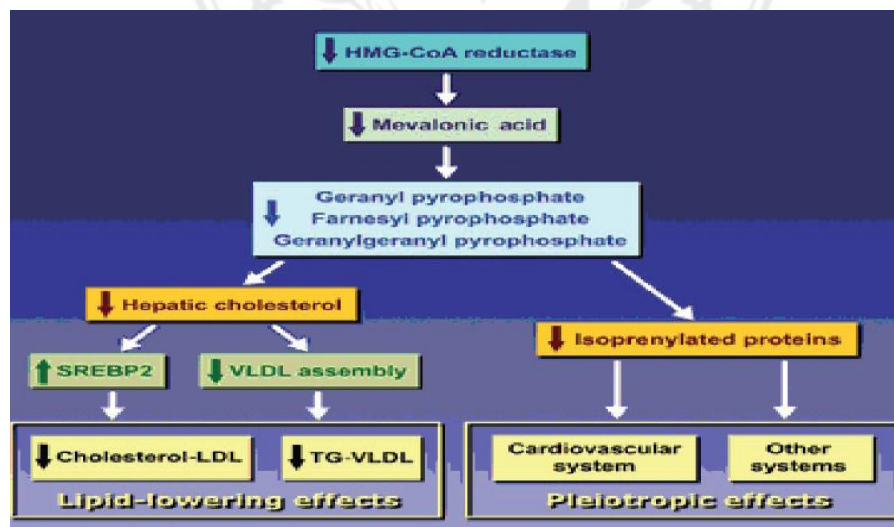 HMG-CoA reductase
Mevalonic acid
Geranyl pyrophosphate
Farnesyl pyrophosphate
Geranylgeranyl pyrophosphate
Hepatic cholesterol
Isoprenylated proteins
SREBP2
VLDL assembly
Cholesterol-LDL
TG-VLDL
Cardiovascular
system
Other
systems
Lipid-lowering effects
Pleiotropic effects